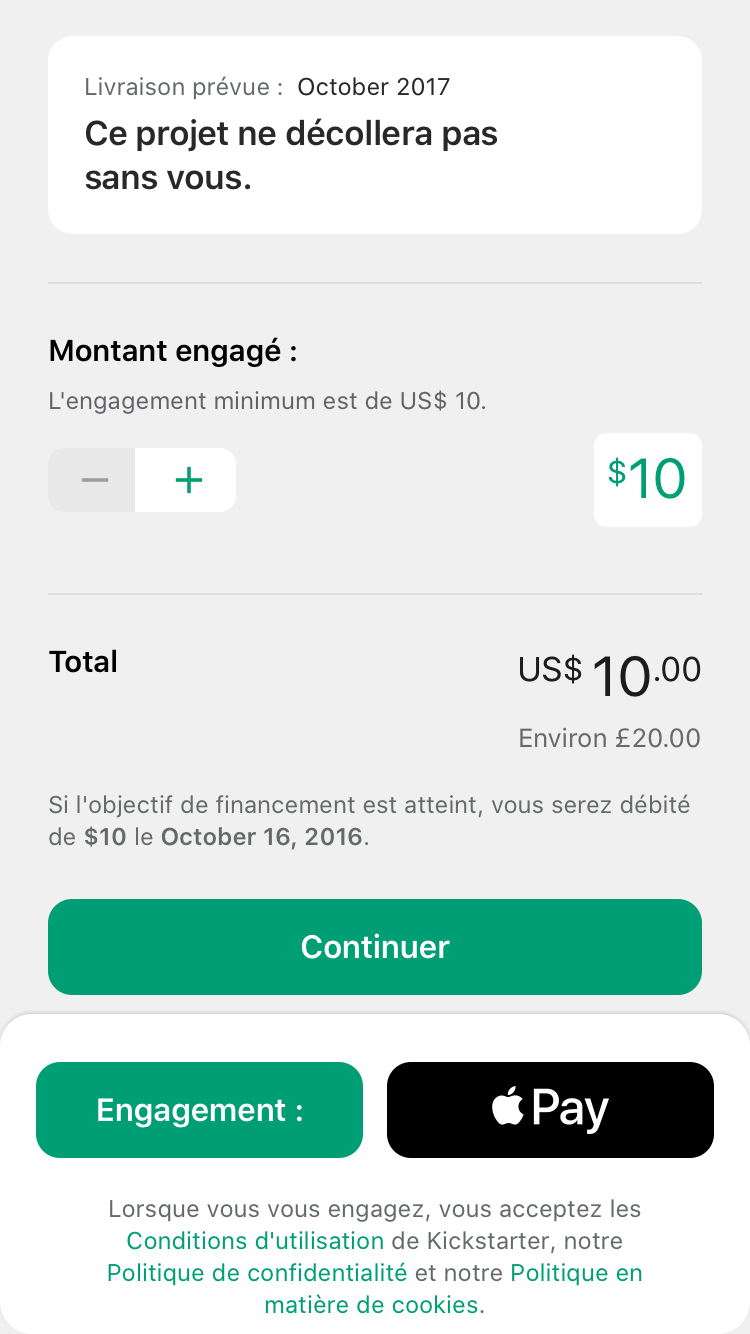 Livraison prévue : October 2017
Ce projet ne décollera pas
sans vous.
Montant engagé :
L'engagement minimum est de US$ 10.
− +
$10
Total
US$ 10.00
Environ £20.00
Si l'objectif de financement est atteint, vous serez débité
de $10 le October 16, 2016.
Continuer
Engagement :
Pay
Lorsque vous vous engagez, vous acceptez les
Conditions d'utilisation de Kickstarter, notre
Politique de confidentialité et notre Politique en
matière de cookies.